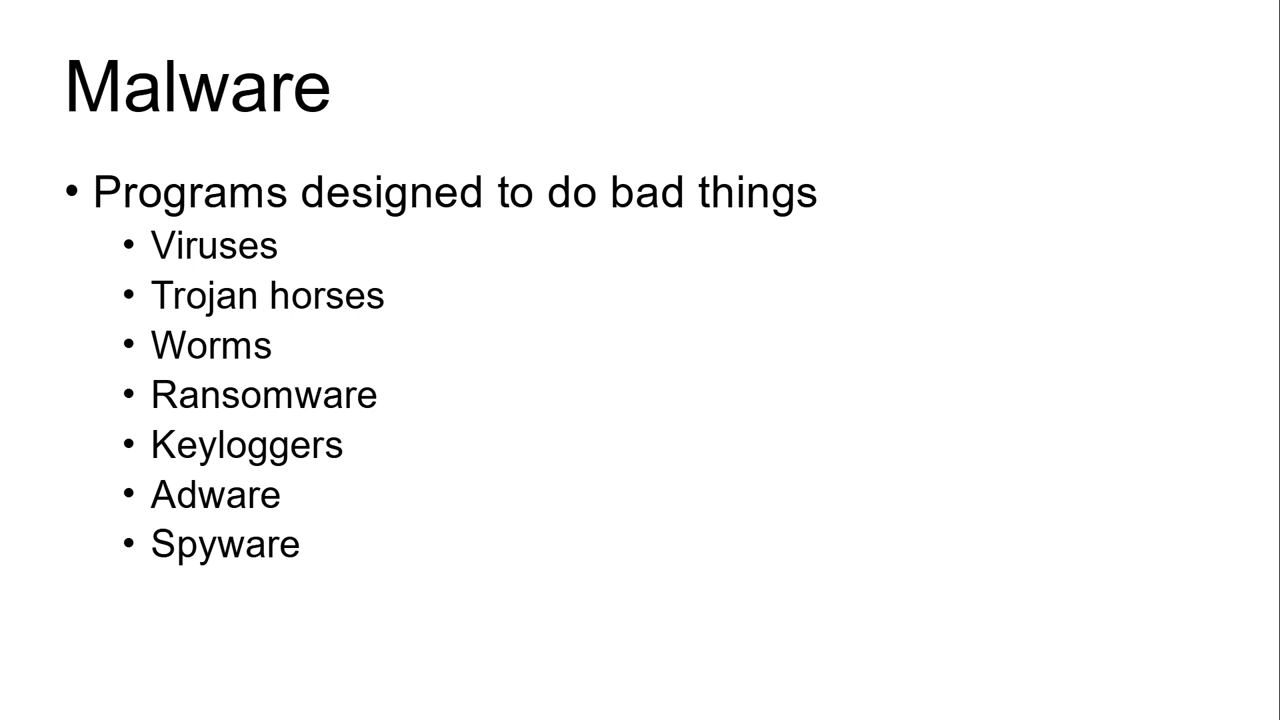 Malware
• Programs designed to do bad things
• Viruses
• Trojan horses
• Worms
• Ransomware
• Keyloggers
• Adware
• Spyware